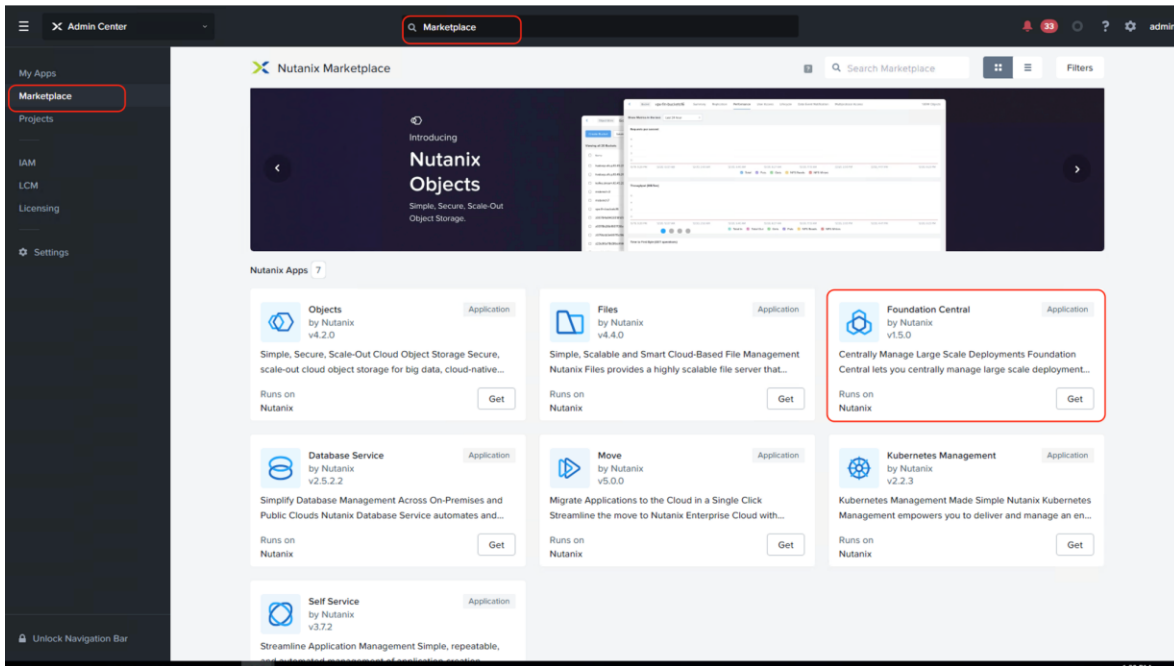 Admin Center
Marketplace
33
?
admin
My Apps
Marketplace
Projects
IAM
LCM
Licensing
Settings
Unlock Navigation Bar
Nutanix Marketplace
Search Marketplace
Filters
Introducing
Nutanix
Objects
Simple, Secure, Scale-Out
Object Storage.
Nutanix Apps 7
Objects
by Nutanix
v4.2.0
Application
Simple, Secure, Scale-Out Cloud Object Storage Secure,
scale-out cloud object storage for big data, cloud-native...
Runs on
Nutanix
Get
Files
by Nutanix
v4.4.0
Application
Simple, Scalable and Smart Cloud-Based File Management
Nutanix Files provides a highly scalable file server that...
Runs on
Nutanix
Get
Foundation Central
by Nutanix
v1.5.0
Application
Centrally Manage Large Scale Deployments Foundation
Central lets you centrally manage large scale deployment...
Runs on
Nutanix
Get
Database Service
by Nutanix
v2.5.2.2
Application
Simplify Database Management Across On-Premises and
Public Clouds Nutanix Database Service automates and...
Runs on
Nutanix
Get
Move
by Nutanix
v5.0.0
Application
Migrate Applications to the Cloud in a Single Click
Streamline the move to Nutanix Enterprise Cloud with...
Runs on
Nutanix
Get
Kubernetes Management
by Nutanix
v2.2.3
Application
Kubernetes Management Made Simple Nutanix Kubernetes
Management empowers you to deliver and manage an en...
Runs on
Nutanix
Get
Self Service
by Nutanix
v3.7.2
Application
Streamline Application Management Simple, repeatable,
and automated management of application creation